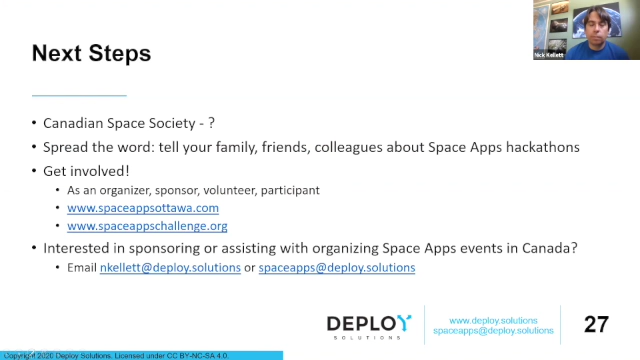 Nick Kellett
Next Steps
• Canadian Space Society - ?
• Spread the word: tell your family, friends, colleagues about Space Apps hackathons
• Get involved!
• As an organizer, sponsor, volunteer, participant
• www.spaceappsottawa.com
• www.spaceappschallenge.org
• Interested in sponsoring or assisting with organizing Space Apps events in Canada?
• Email nkellett@deploy.solutions or spaceapps@deploy.solutions
DEPLOY
SOLUTIONS
www.deploy.solutions
spaceapps@deploy.solutions
27
Copyright 2020 Deploy Solutions. Licensed under CC BY-NC-SA 4.0.